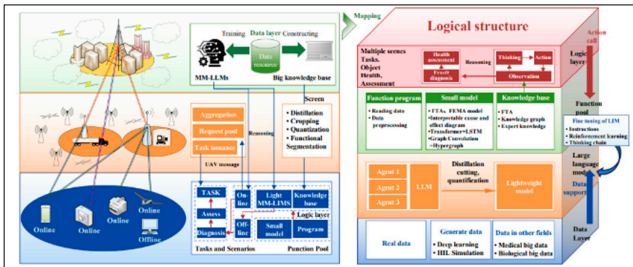 Training
Data layer
Constructing
Data
resource
MM-LLMs
Big knowledge base
Screen
Aggregation
Request pool
Task issuance
Reasoning
• Distillation
• Cropping
• Quantization
• Functional
Segmentation
UAV message
TASK
Assess
Diagnosis
On-
line
Off-
line
Light
MM-LIMS
Knowledge
base
Logic layer
Small
model
Program
Tasks and Scenarios
Punction Pool
Online
Online
Online
Online
Offline
Mapping
Logical structure
Multiple scenes
Tasks,
Object
Health,
Assessment
Health
assessment
Reasoning
Thinking
Action
Observation
Action
call
Logic
layer
Function program
• Reading data
• Data
preprocessing
Small model
• FTAs, FEMA model
• Interpretable cause and
effect diagram
• Transformer+LSTM
• Graph Convolution
+Hypergraph
Knowledge base
• FTA
• Knowledge graph
• Expert knowledge
Function
pool
Fine tuning of LIM
• Instructions
• Reinforcement learning
• Thinking chain
Agent 1
Agent 2
Agent 3
LLM
Distillation
cutting,
quantification
Lightweight model
Large
language
model
Data
support
Real data
Generate data
• Deep learning
• HIL Simulation
Data in other fields
• Medical big data
• Biological big data
Data
Layer